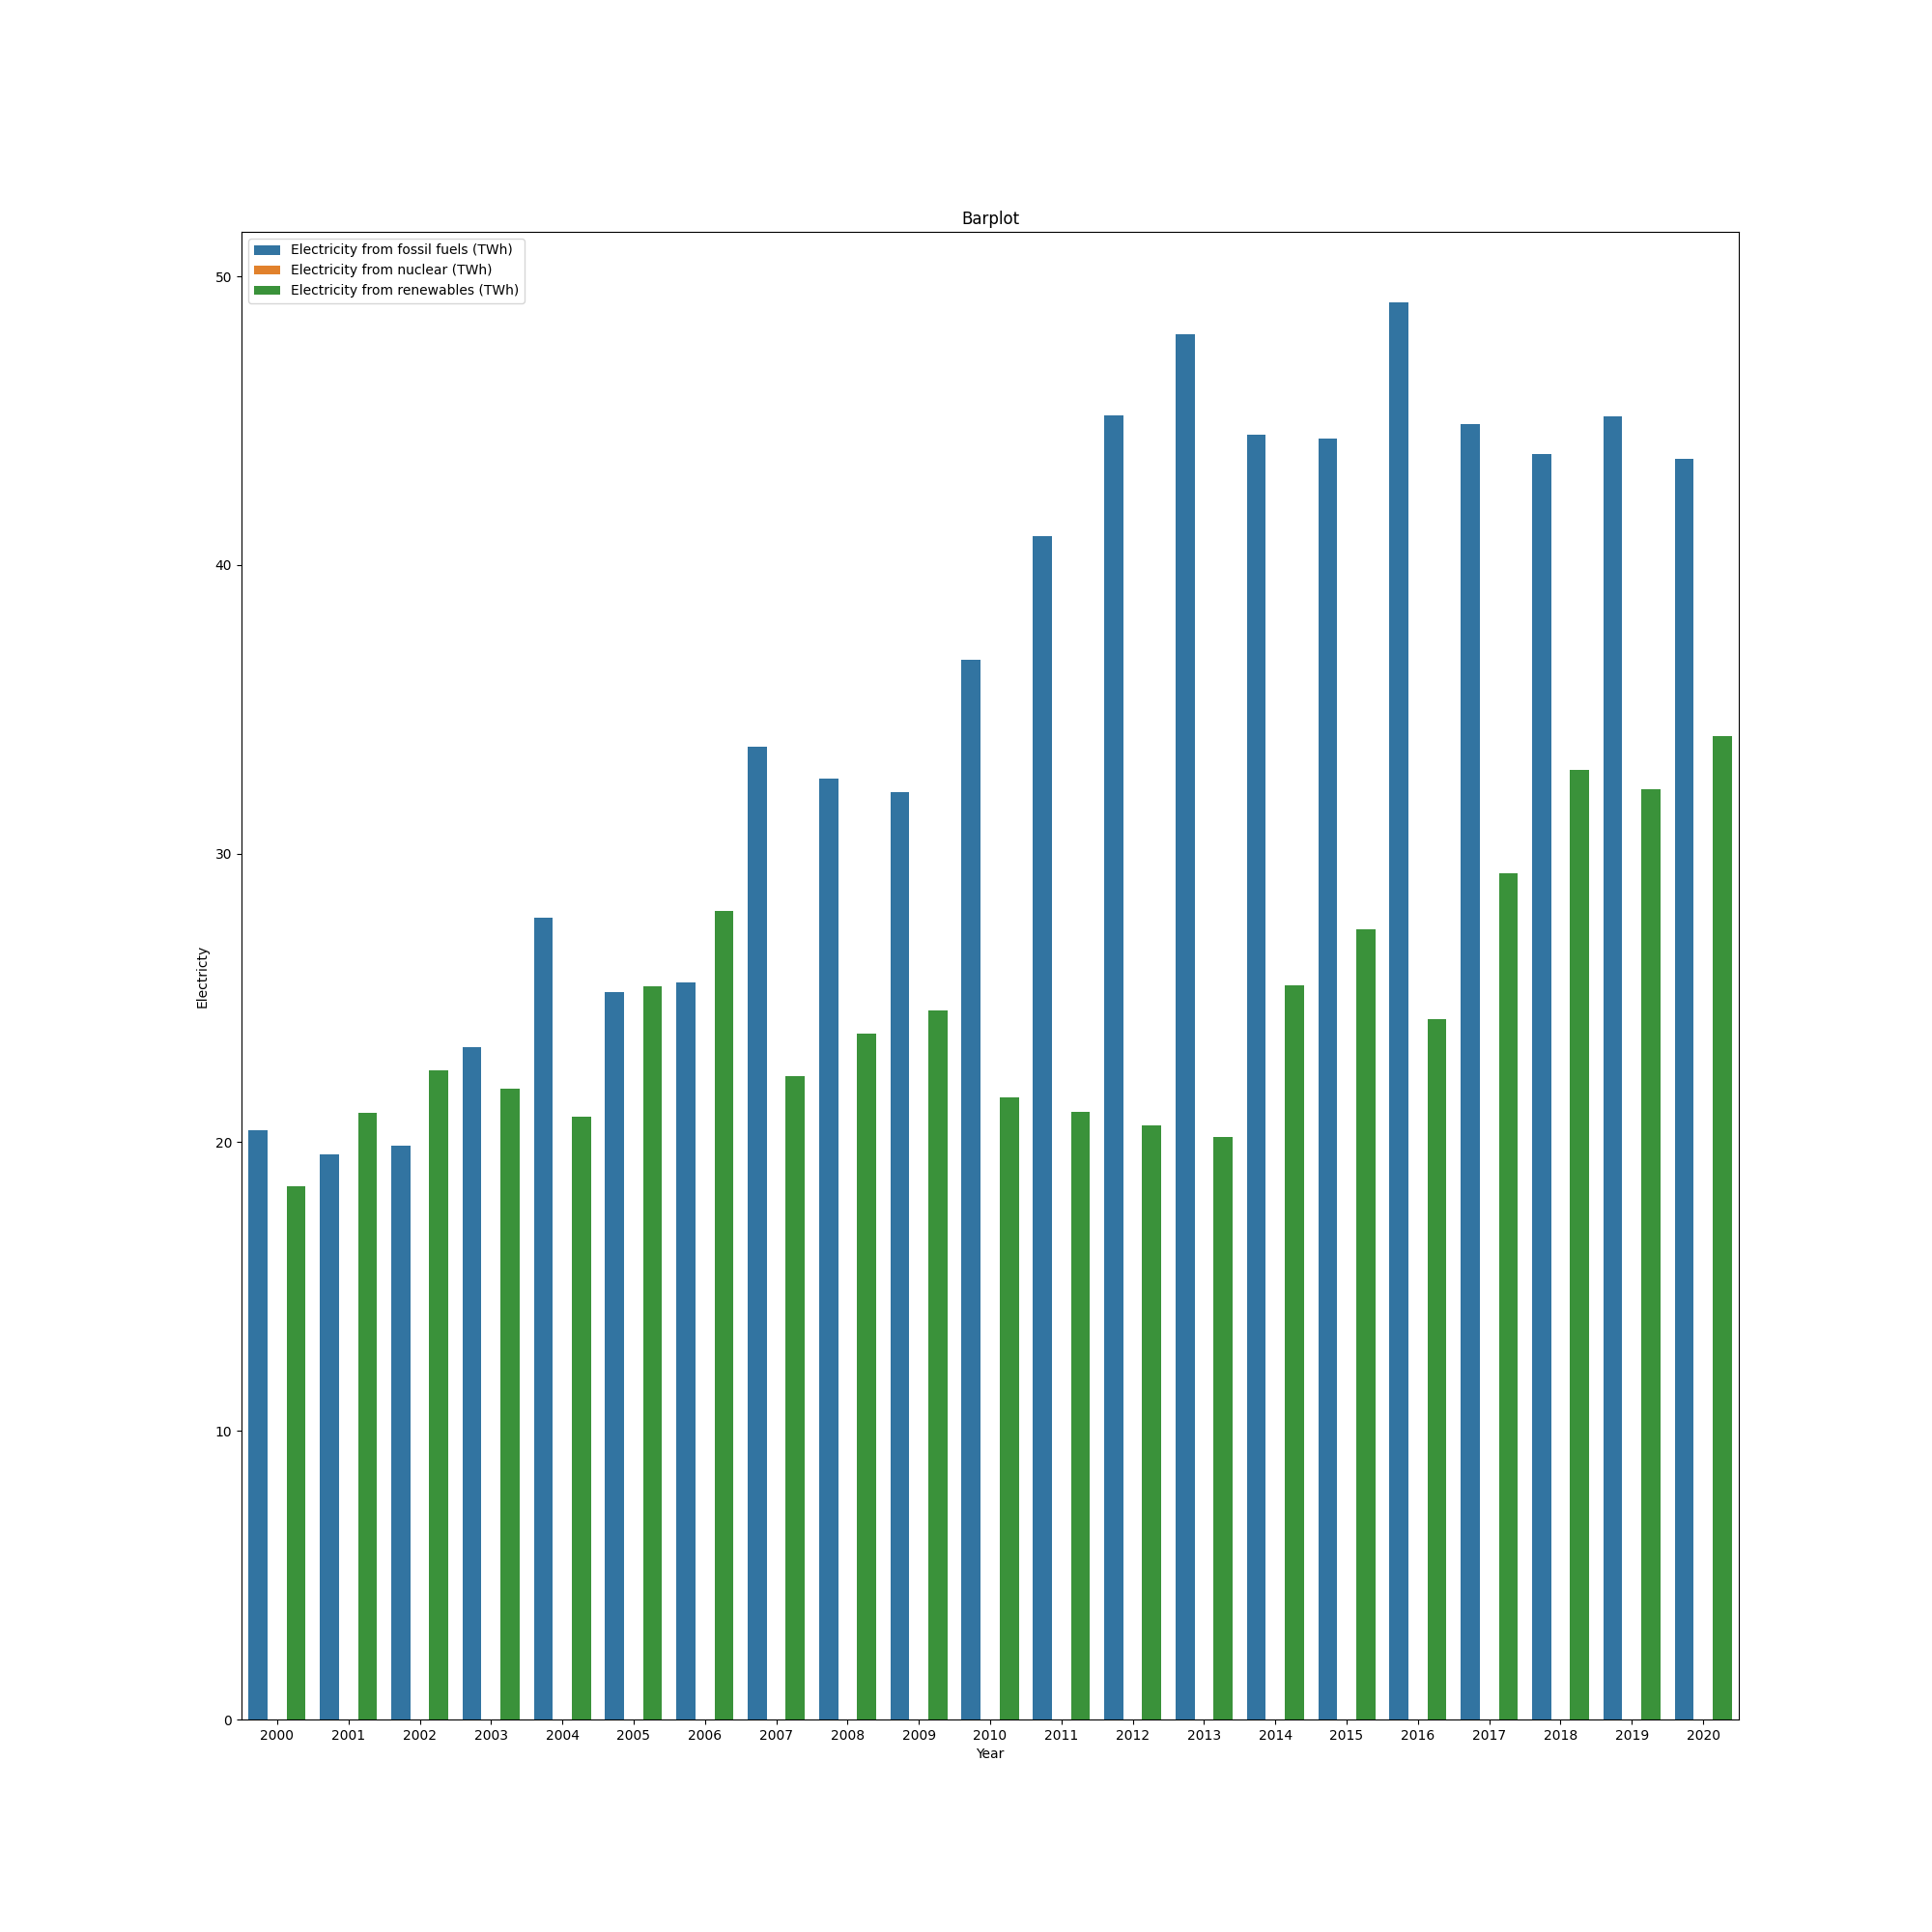 Barplot
Electricity from fossil fuels (TWh)
Electricity from nuclear (TWh)
Electricity from renewables (TWh)
50
40
30
20
10
0
Electricty
2000 2001 2002 2003 2004 2005 2006 2007 2008 2009 2010 2011 2012 2013 2014 2015 2016 2017 2018 2019 2020
Year